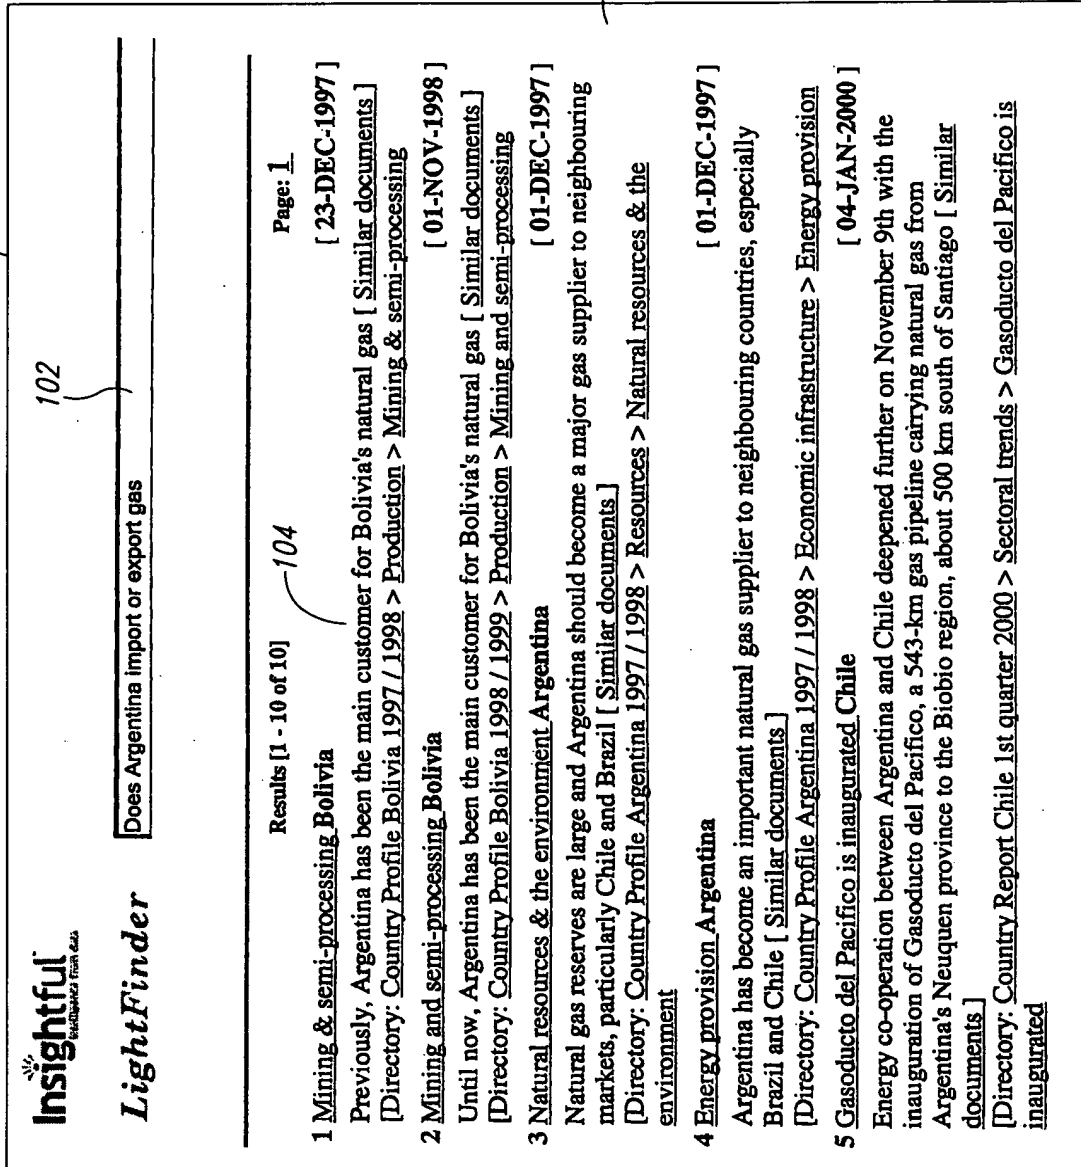 Insightful
intelligence from data
LightFinder
Does Argentina import or export gas
102
Results [1 - 10 of 10]
Page: 1
104
1 Mining & semi-processing Bolivia [ 23-DEC-1997 ]
Previously, Argentina has been the main customer for Bolivia's natural gas [ Similar documents ]
[Directory: Country Profile Bolivia 1997 / 1998 > Production > Mining & semi-processing
2 Mining and semi-processing Bolivia [ 01-NOV-1998 ]
Until now, Argentina has been the main customer for Bolivia's natural gas [ Similar documents ]
[Directory: Country Profile Bolivia 1998 / 1999 > Production > Mining and semi-processing
3 Natural resources & the environment Argentina [ 01-DEC-1997 ]
Natural gas reserves are large and Argentina should become a major gas supplier to neighbouring
markets, particularly Chile and Brazil [ Similar documents ]
[Directory: Country Profile Argentina 1997 / 1998 > Resources > Natural resources & the
environment
4 Energy provision Argentina [ 01-DEC-1997 ]
Argentina has become an important natural gas supplier to neighbouring countries, especially
Brazil and Chile [ Similar documents ]
[Directory: Country Profile Argentina 1997 / 1998 > Economic infrastructure > Energy provision
5 Gasoducto del Pacifico is inaugurated Chile [ 04-JAN-2000 ]
Energy co-operation between Argentina and Chile deepened further on November 9th with the
inauguration of Gasoducto del Pacifico, a 543-km gas pipeline carrying natural gas from
Argentina's Neuquen province to the Biobio region, about 500 km south of Santiago [ Similar
documents ]
[Directory: Country Report Chile 1st quarter 2000 > Sectoral trends > Gasoducto del Pacifico is
inaugurated